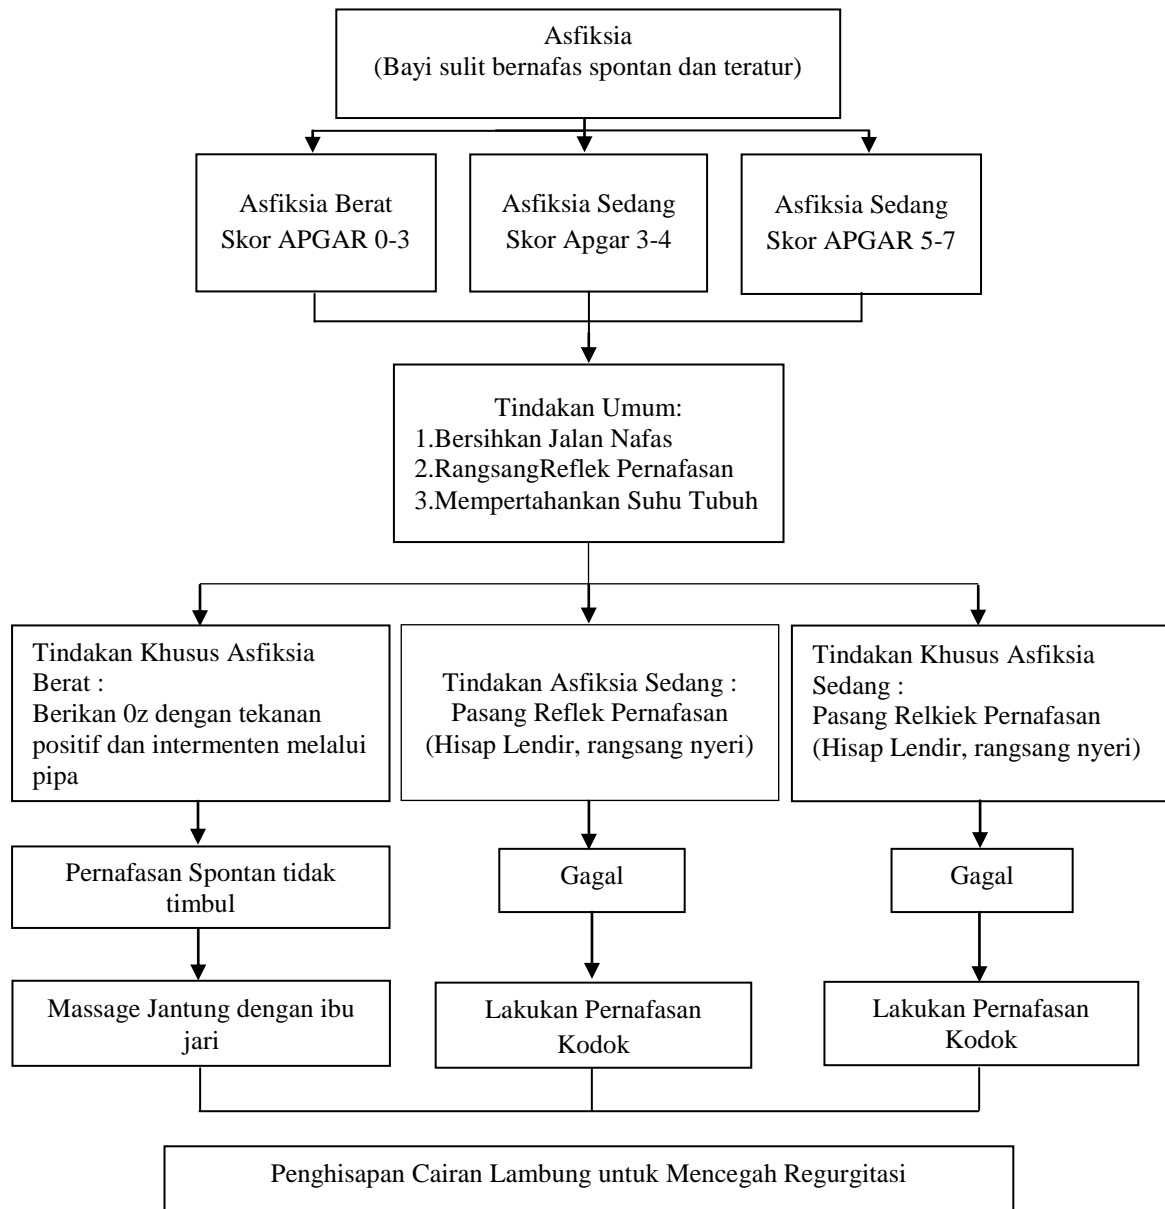 Asfiksia
(Bayi sulit bernafas spontan dan teratur)
Asfiksia Berat
Skor APGAR 0-3
Asfiksia Sedang
Skor Apgar 3-4
Asfiksia Sedang
Skor APGAR 5-7
Tindakan Umum:
1.Bersihkan Jalan Nafas
2.RangsangReflek Pernafasan
3.Mempertahankan Suhu Tubuh
Tindakan Khusus Asfiksia
Berat :
Berikan 0z dengan tekanan
positif dan intermenten melalui
pipa
Tindakan Asfiksia Sedang :
Pasang Reflek Pernafasan
(Hisap Lendir, rangsang nyeri)
Tindakan Khusus Asfiksia
Sedang :
Pasang Relkiek Pernafasan
(Hisap Lendir, rangsang nyeri)
Pernafasan Spontan tidak
timbul
Gagal
Gagal
Massage Jantung dengan ibu
jari
Lakukan Pernafasan
Kodok
Lakukan Pernafasan
Kodok
Penghisapan Cairan Lambung untuk Mencegah Regurgitasi